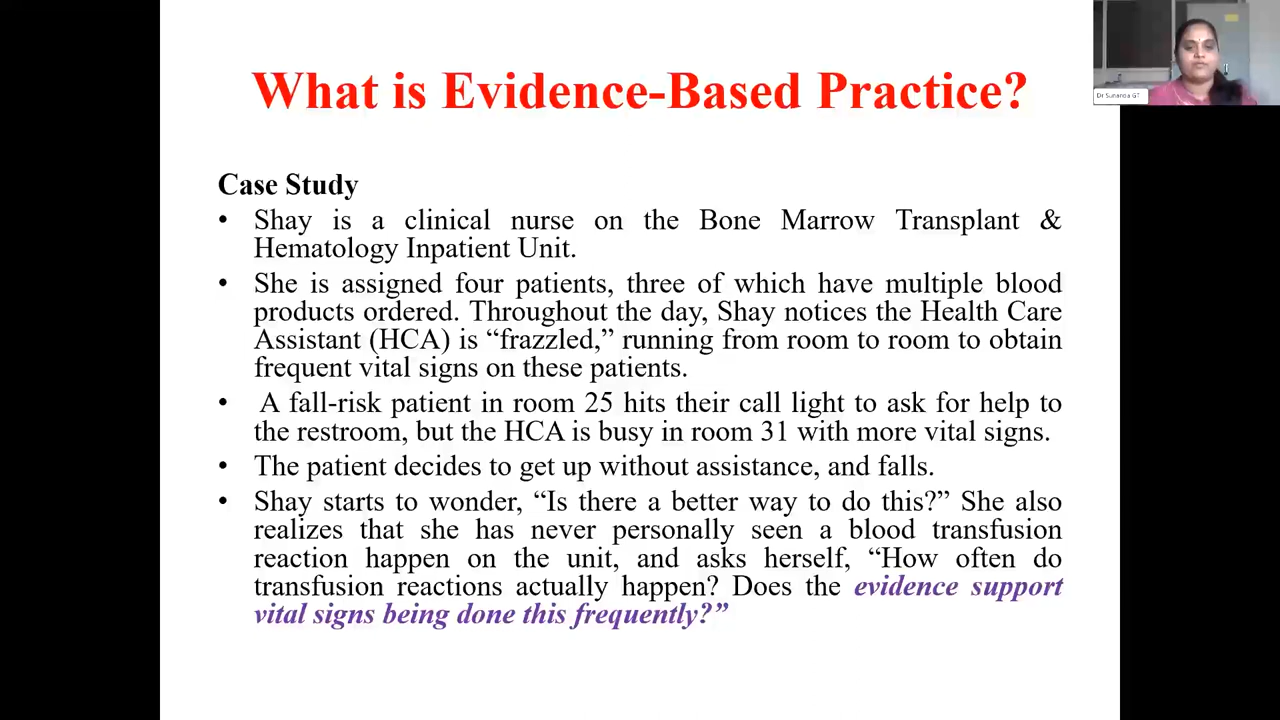 What is Evidence-Based Practice?
Dr Sunanda GT
Case Study
• Shay is a clinical nurse on the Bone Marrow Transplant &
Hematology Inpatient Unit.
• She is assigned four patients, three of which have multiple blood
products ordered. Throughout the day, Shay notices the Health Care
Assistant (HCA) is “frazzled,” running from room to room to obtain
frequent vital signs on these patients.
• A fall-risk patient in room 25 hits their call light to ask for help to
the restroom, but the HCA is busy in room 31 with more vital signs.
• The patient decides to get up without assistance, and falls.
• Shay starts to wonder, “Is there a better way to do this?” She also
realizes that she has never personally seen a blood transfusion
reaction happen on the unit, and asks herself, “How often do
transfusion reactions actually happen? Does the evidence support
vital signs being done this frequently?”